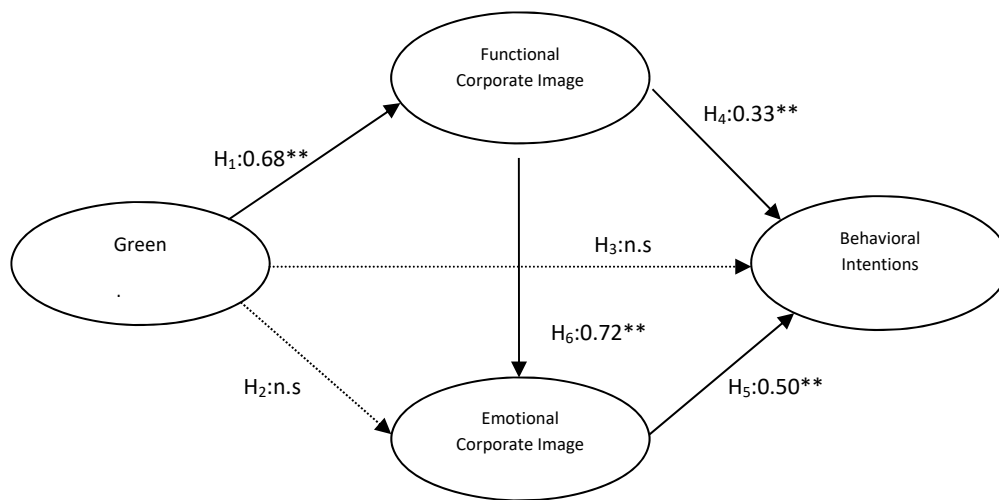 Functional
Corporate Image
H₄:0.33**
H₁:0.68**
Green
.
H₃:n.s
Behavioral
Intentions
H₆:0.72**
H₂:n.s
H₅:0.50**
Emotional
Corporate Image